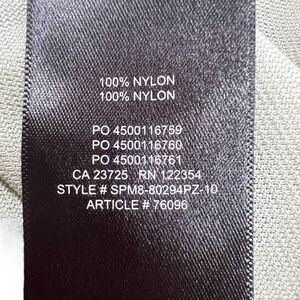 100% NYLON
100% NYLON
PO 4500116759
PO 4500116760
PO 4500116761
CA 23725 RN 122354
STYLE # SPM8-80294PZ-10
ARTICLE # 76096